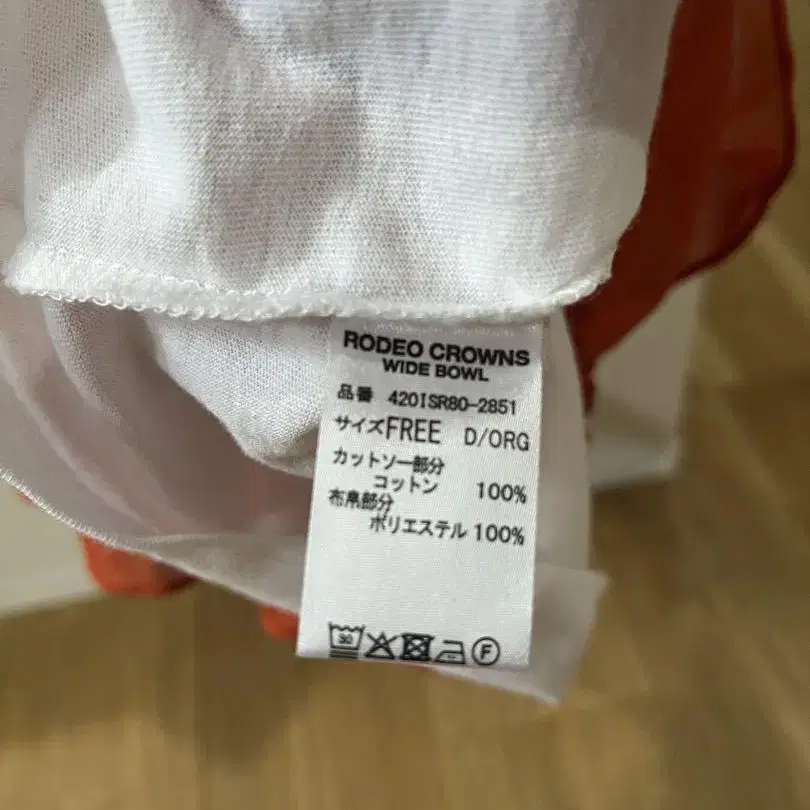 RODEO CROWNS
WIDE BOWL
品番 420ISR80-2851
サイズFREE D/ORG
カットソー部分
コットン 100%
布帛部分
ポリエステル 100%
30
F